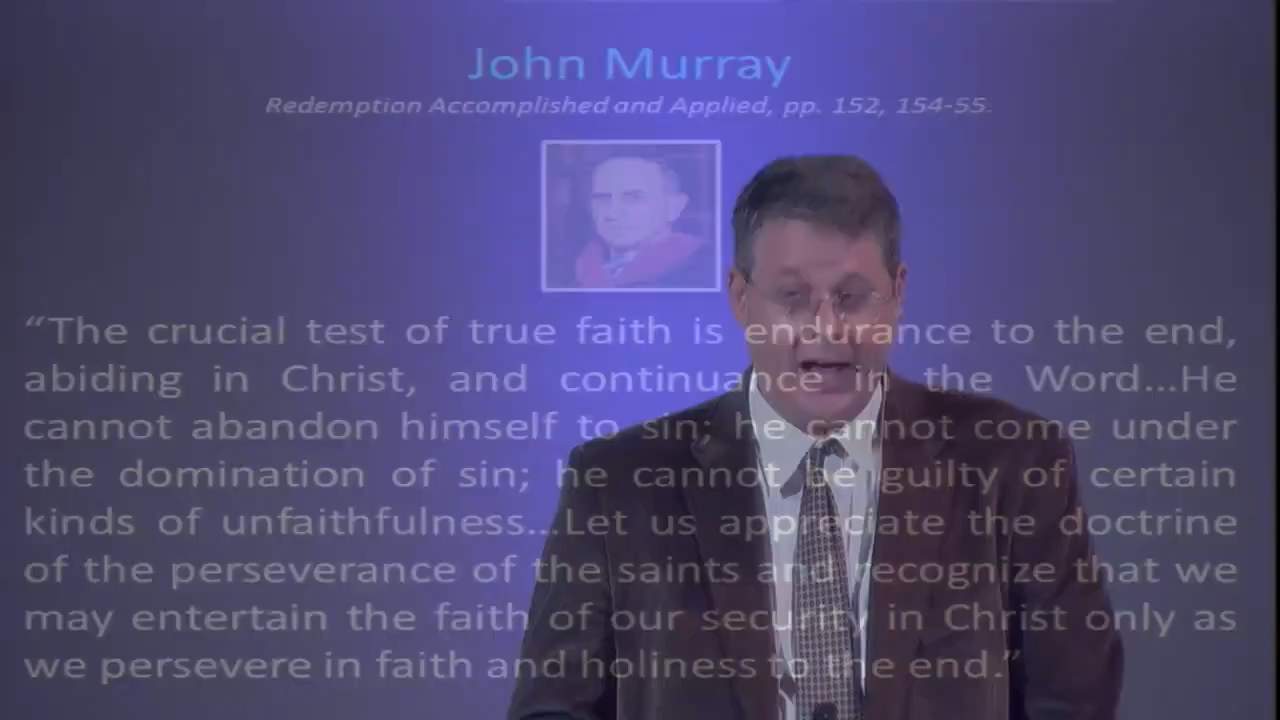 John Murray
Redemption Accomplished and Applied, pp. 152, 154-55.
“The crucial test of true faith is endurance to the end,
abiding in Christ, and continuance in the Word...He
cannot abandon himself to sin; he cannot come under
the domination of sin; he cannot be guilty of certain
kinds of unfaithfulness...Let us appreciate the doctrine
of the perseverance of the saints and recognize that we
may entertain the faith of our security in Christ only as
we persevere in faith and holiness to the end.”